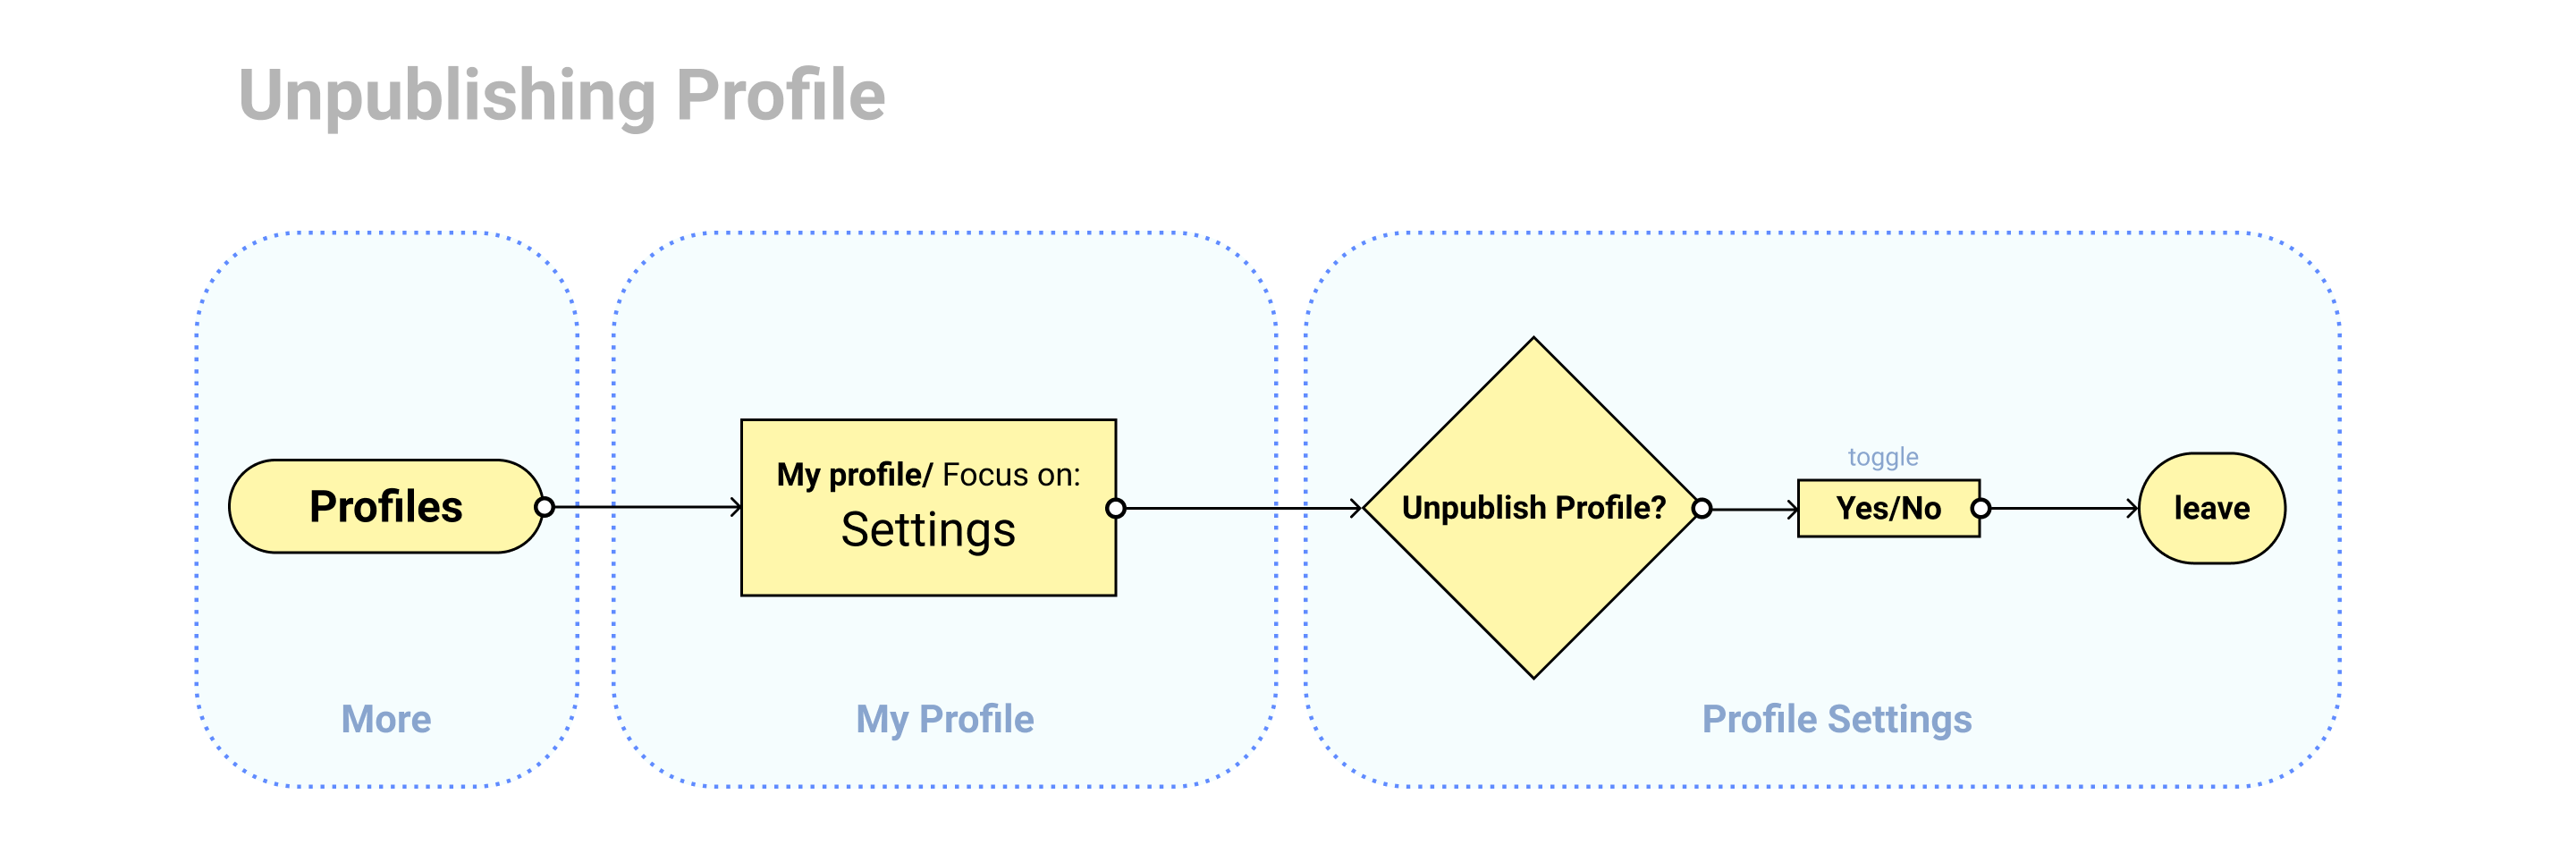 Unpublishing Profile
Profiles
More
My profile/ Focus on:
Settings
My Profile
Unpublish Profile?
toggle
Yes/No
leave
Profile Settings